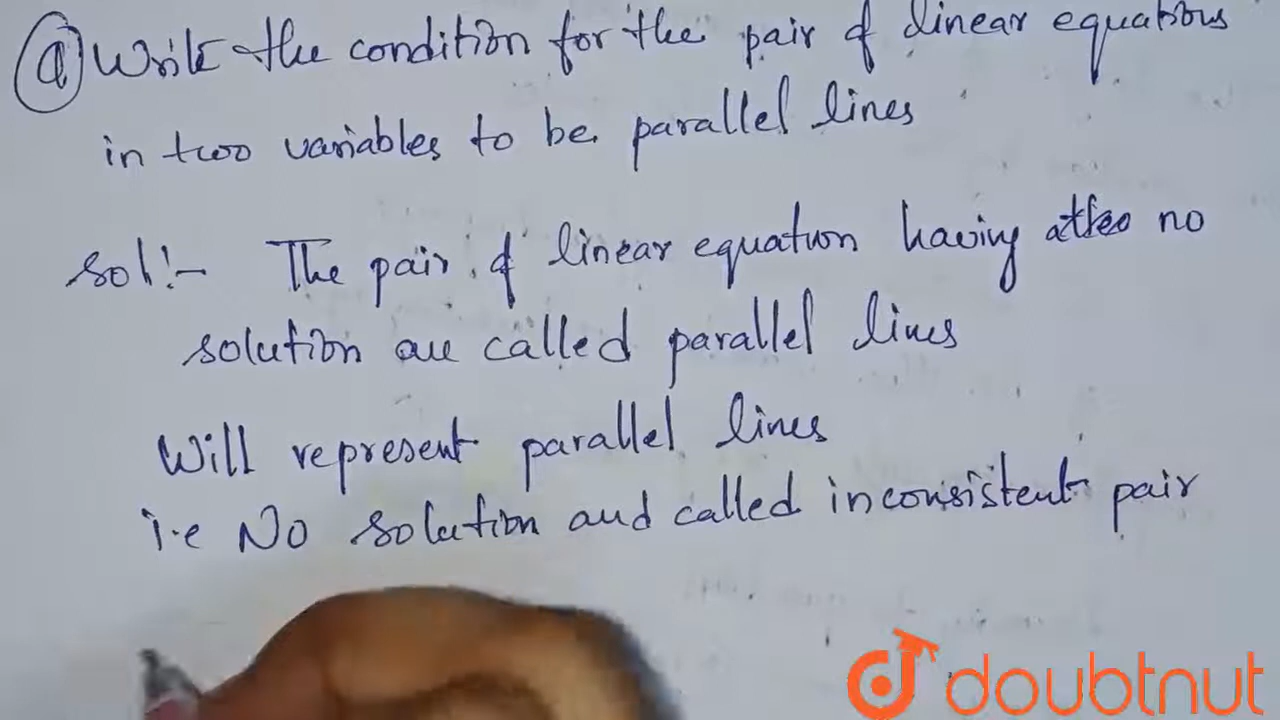 Q Write the condition for the pair of linear equations
in two variables to be parallel lines
sol:- The pair of linear equation having no
solution are called parallel lines
Will represent parallel lines
i.e No solution and called inconsistent pair
doubtnut